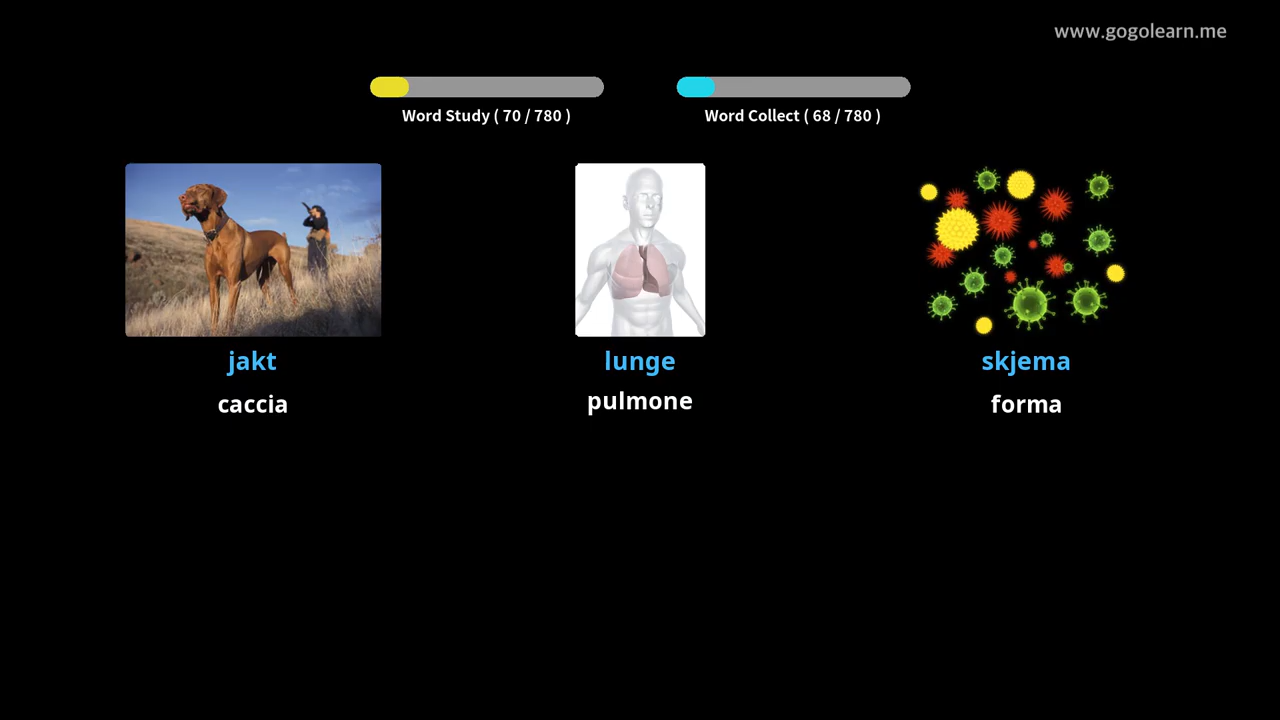 www.gogolearn.me
Word Study ( 70 / 780 )
Word Collect ( 68 / 780 )
jakt
caccia
lunge
pulmone
skjema
forma